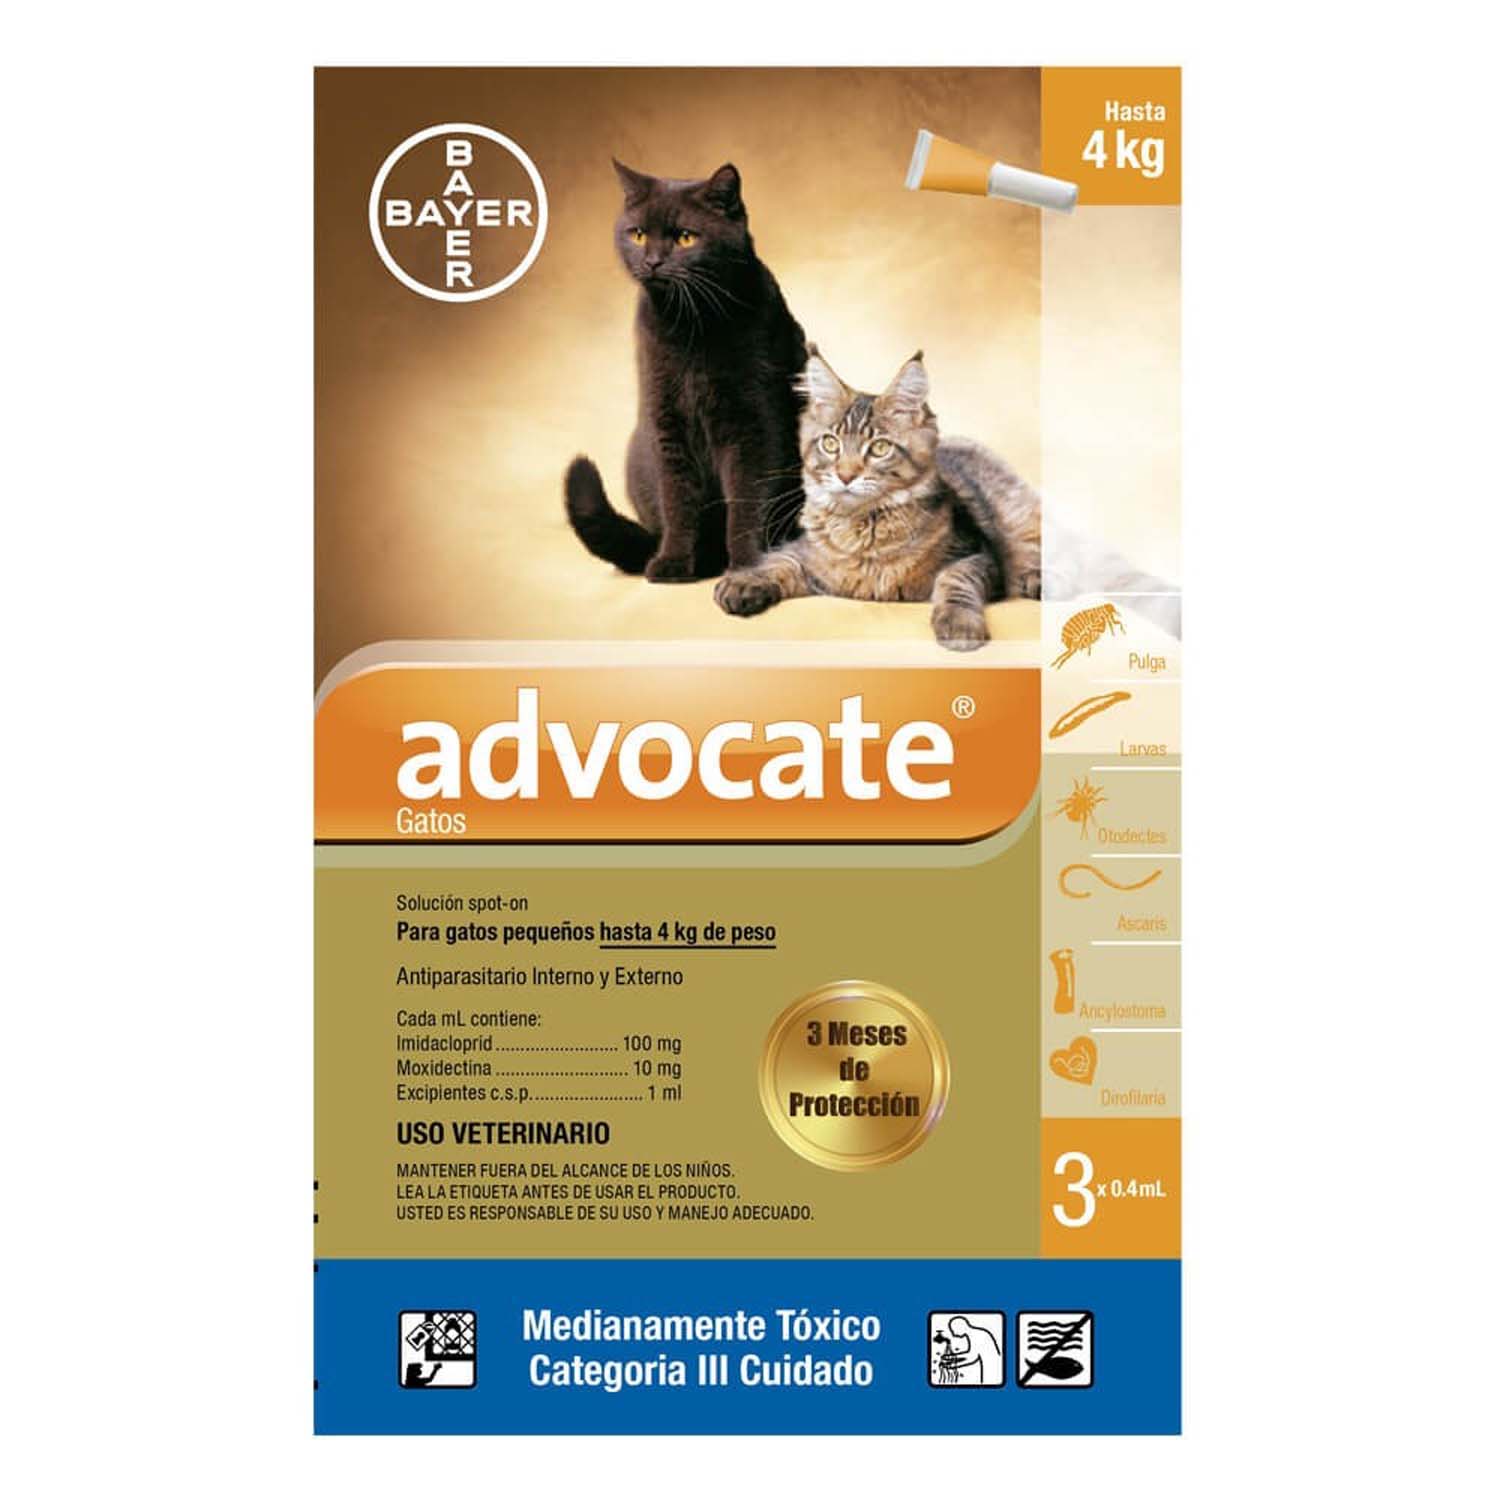 BAYER
BAYER
Hasta
4 kg
Pulga
Larvas
Otodectes
Ascaris
Ancylostoma
Dirofilaria
advocate®
Gatos
Solución spot-on
Para gatos pequeños hasta 4 kg de peso
Antiparasitario Interno y Externo
Cada mL contiene:
Imidacloprid ......................... 100 mg
Moxidectina ........................... 10 mg
Excipientes c.s.p. ...................... 1 ml
3 Meses
de
Protección
USO VETERINARIO
MANTENER FUERA DEL ALCANCE DE LOS NIÑOS.
LEA LA ETIQUETA ANTES DE USAR EL PRODUCTO.
USTED ES RESPONSABLE DE SU USO Y MANEJO ADECUADO.
3 x 0.4mL
Medianamente Tóxico
Categoria III Cuidado